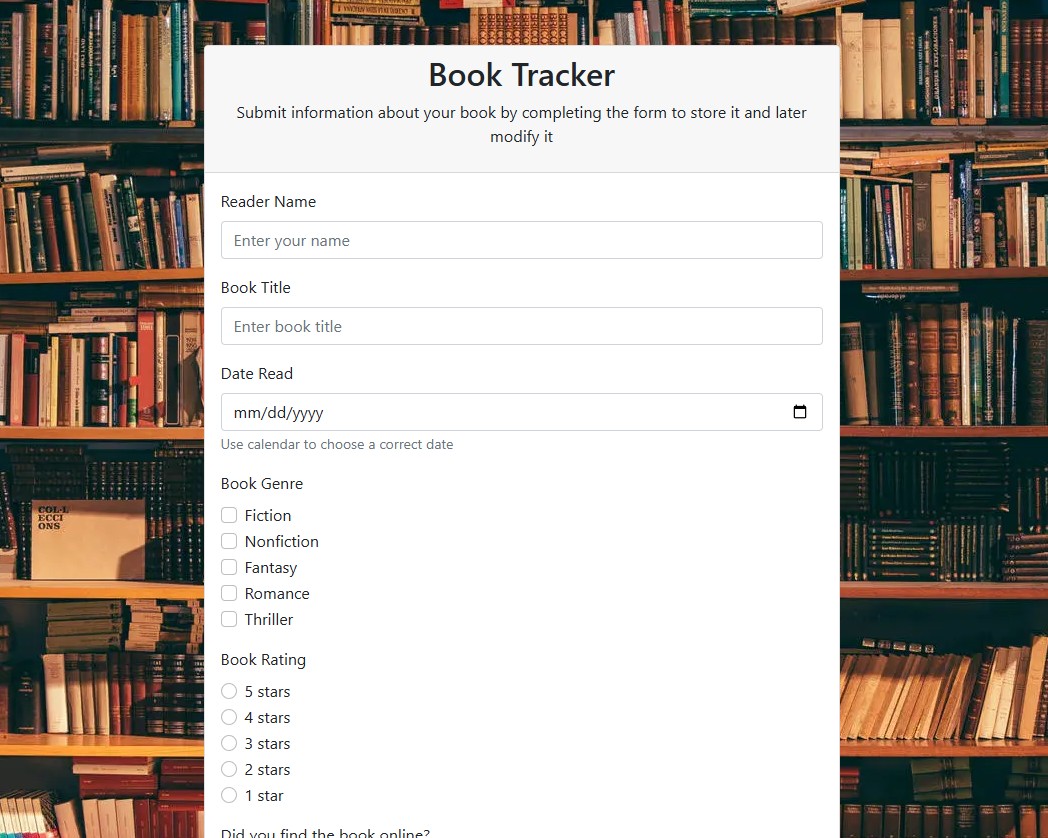 Book Tracker
Submit information about your book by completing the form to store it and later
modify it
Reader Name
Enter your name
Book Title
Enter book title
Date Read
mm/dd/yyyy
Use calendar to choose a correct date
Book Genre
COL·L
ECCI
ONS
Fiction
Nonfiction
Fantasy
Romance
Thriller
Book Rating
5 stars
4 stars
3 stars
2 stars
1 star
Did you find the book online?